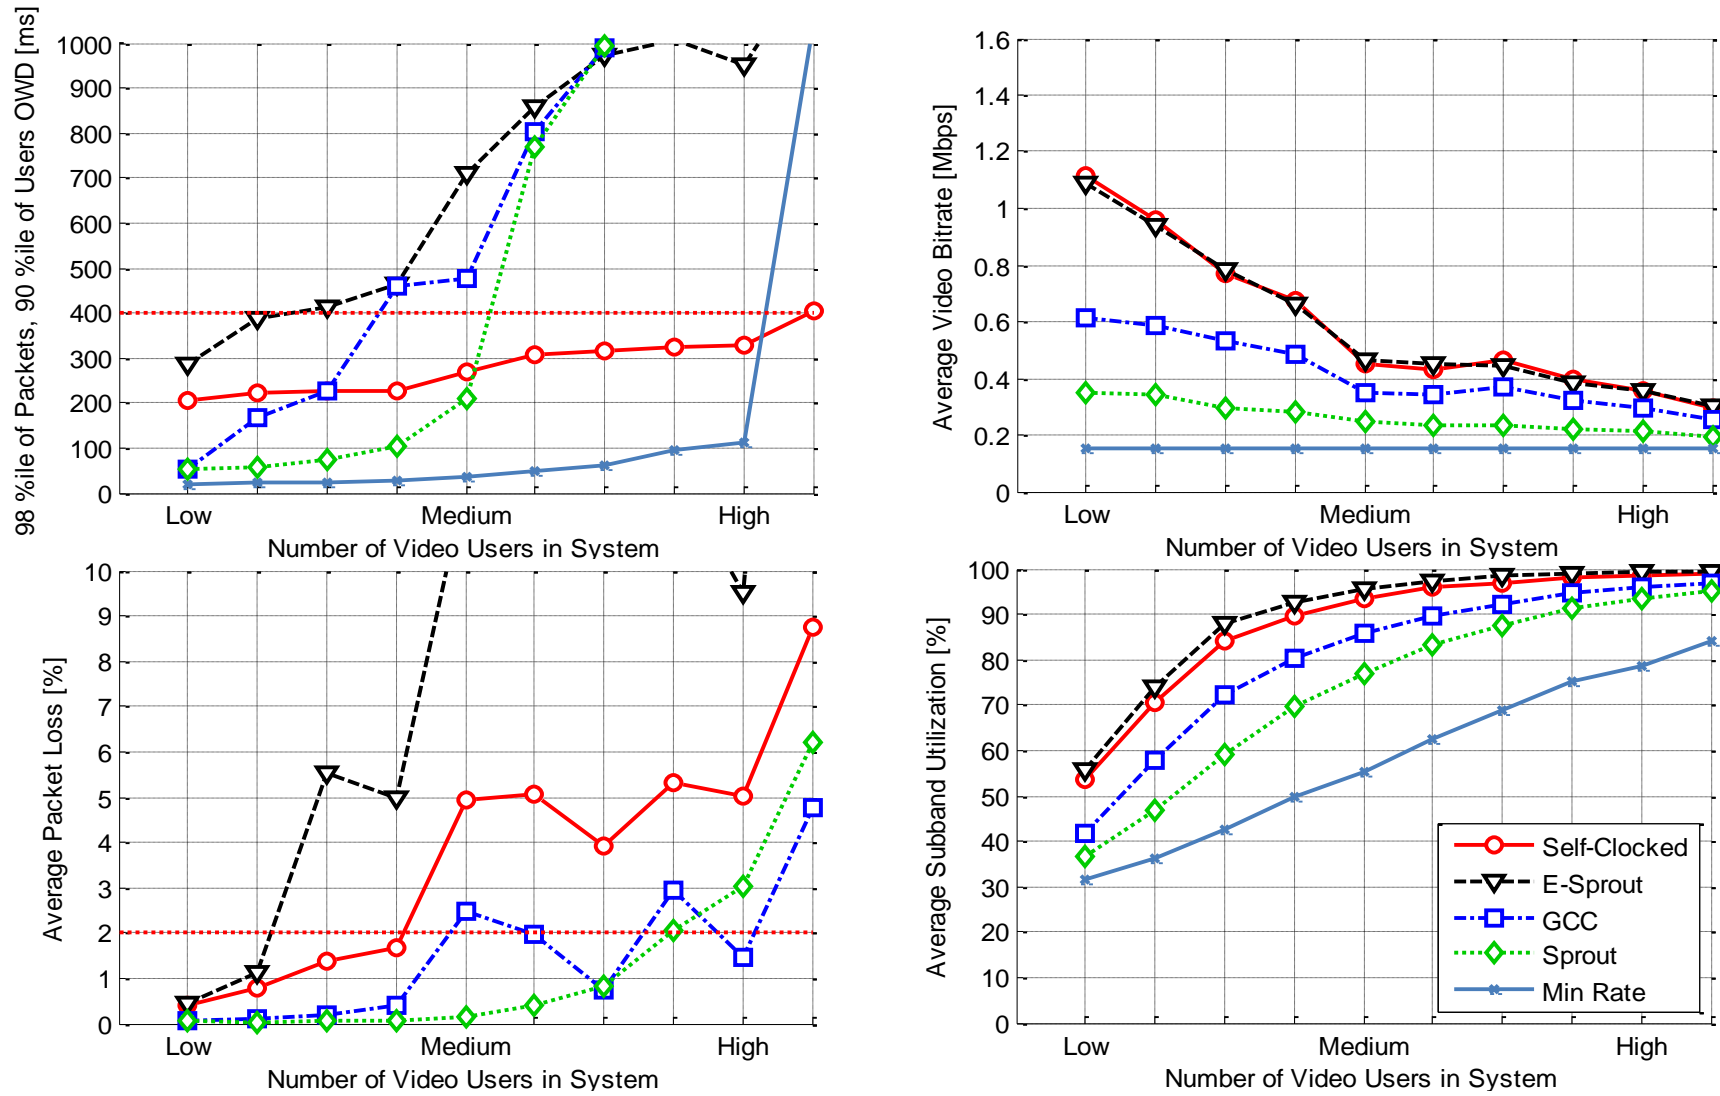 98 %ile of Packets, 90 %ile of Users OWD [ms]
1000
900
800
700
600
500
400
300
200
100
0
Low
Medium
High
Number of Video Users in System
Average Video Bitrate [Mbps]
1.6
1.4
1.2
1
0.8
0.6
0.4
0.2
0
Low
Medium
High
Number of Video Users in System
Average Packet Loss [%]
10
9
8
7
6
5
4
3
2
1
0
Low
Medium
High
Number of Video Users in System
Average Subband Utilization [%]
100
90
80
70
60
50
40
30
20
10
0
Low
Medium
High
Number of Video Users in System
Self-Clocked
E-Sprout
GCC
Sprout
Min Rate